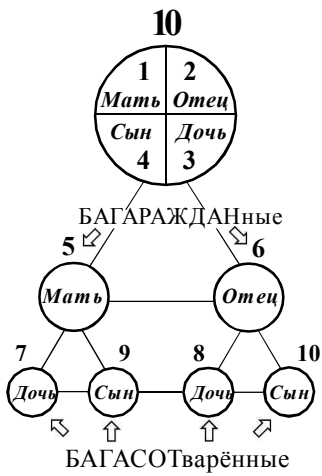 10
1 2
Мать Отец
Сын Дочь
4 3
БАГАРАЖДАНные
5 6
Мать Отец
7 9 8 10
Дочь Сын Дочь Сын
БАГАСОТварённые